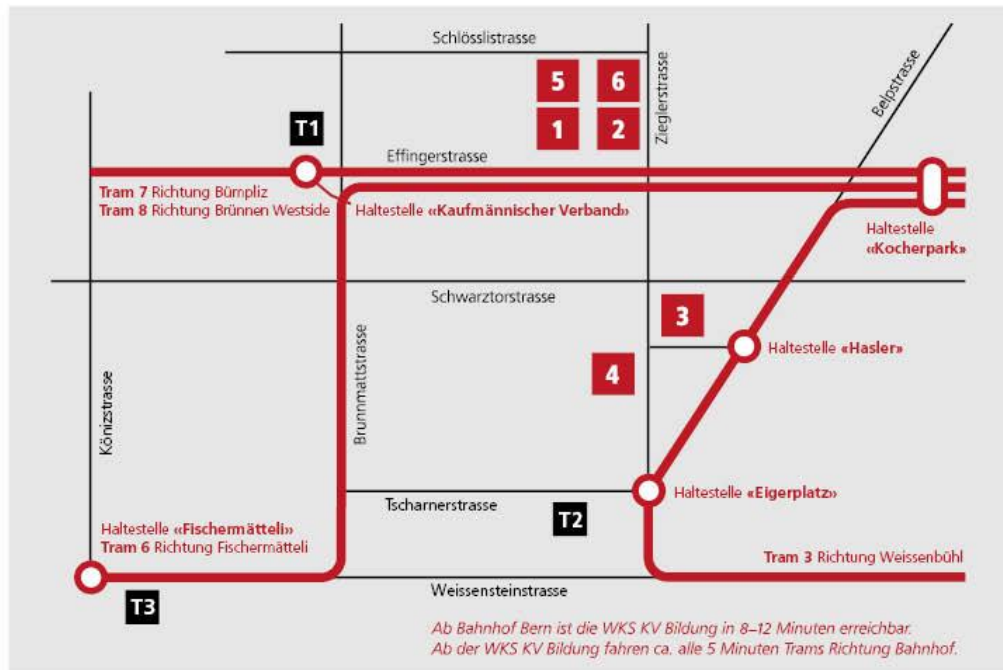 Schlösslistrasse
5
6
1
2
Zieglerstrasse
Belpstrasse
T1
Effingerstrasse
Tram 7 Richtung Bümpliz
Tram 8 Richtung Brünnen Westside
Haltestelle «Kaufmännischer Verband»
Haltestelle
«Kocherpark»
Schwarztorstrasse
3
Haltestelle «Hasler»
4
Könizstrasse
Brunnmattstrasse
Haltestelle «Eigerplatz»
Tscharnerstrasse
T2
Haltestelle «Fischermätteli»
Tram 6 Richtung Fischermätteli
Tram 3 Richtung Weissenbühl
T3
Weissensteinstrasse
Ab Bahnhof Bern ist die WKS KV Bildung in 8–12 Minuten erreichbar.
Ab der WKS KV Bildung fahren ca. alle 5 Minuten Trams Richtung Bahnhof.